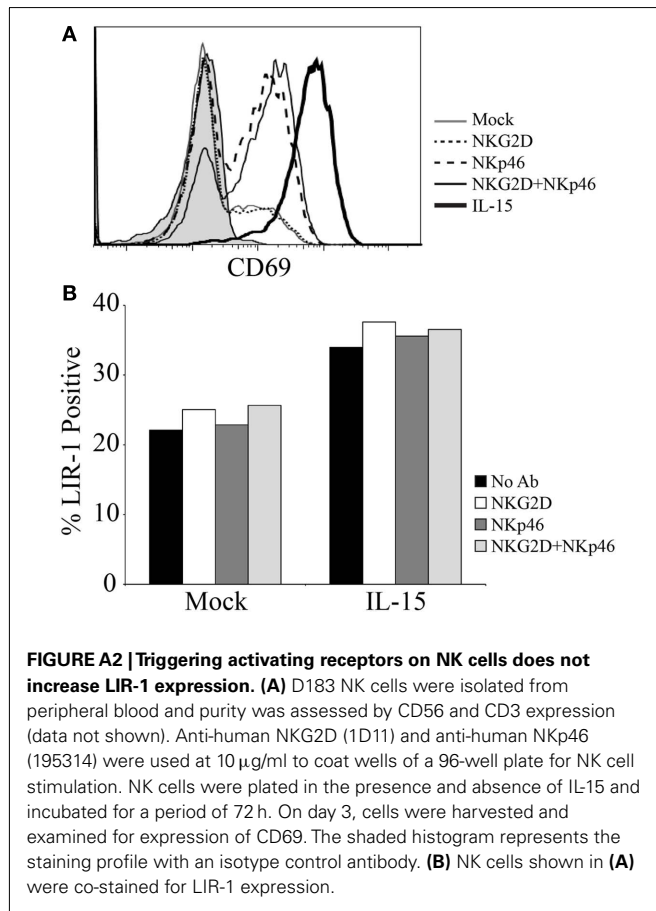 A
Mock
NKG2D
NKp46
NKG2D+NKp46
IL-15
CD69
B
40
30
20
10
0
% LIR-1 Positive
No Ab
NKG2D
NKp46
NKG2D+NKp46
Mock IL-15
FIGURE A2 | Triggering activating receptors on NK cells does not
increase LIR-1 expression. (A) D183 NK cells were isolated from
peripheral blood and purity was assessed by CD56 and CD3 expression
(data not shown). Anti-human NKG2D (1D11) and anti-human NKp46
(195314) were used at 10 μg/ml to coat wells of a 96-well plate for NK cell
stimulation. NK cells were plated in the presence and absence of IL-15 and
incubated for a period of 72 h. On day 3, cells were harvested and
examined for expression of CD69. The shaded histogram represents the
staining profile with an isotype control antibody. (B) NK cells shown in (A)
were co-stained for LIR-1 expression.